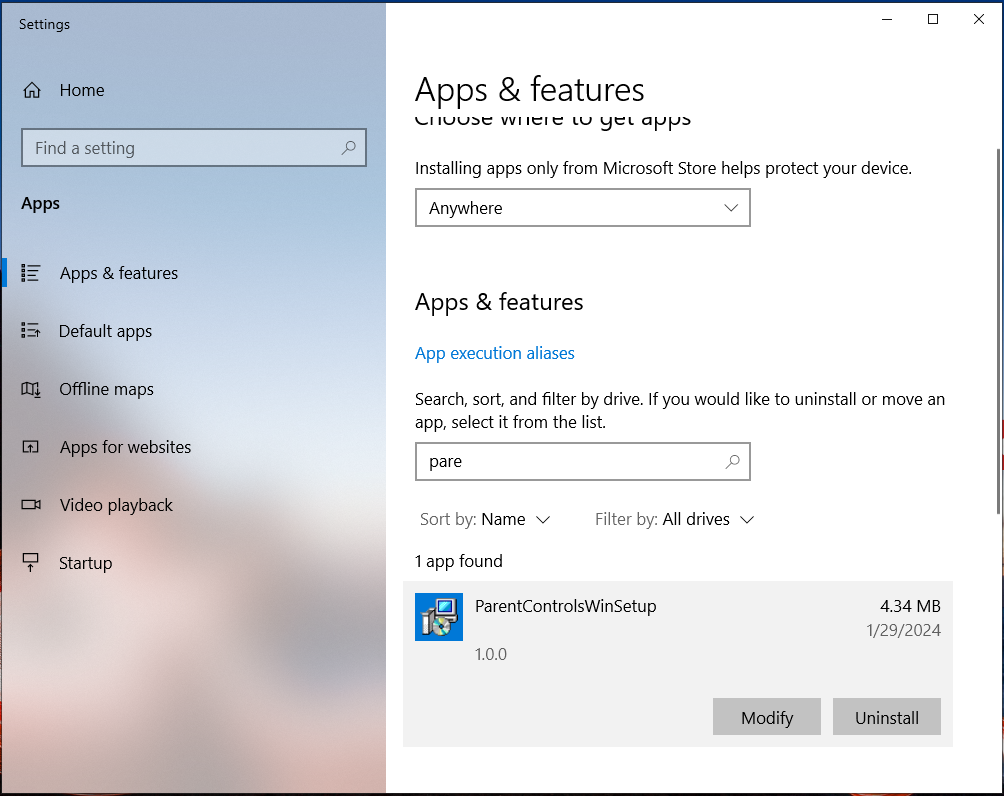 Settings
Home
Find a setting
Apps
Apps & features
Default apps
Offline maps
Apps for websites
Video playback
Startup
Apps & features
Choose where to get apps
Installing apps only from Microsoft Store helps protect your device.
Anywhere
Apps & features
App execution aliases
Search, sort, and filter by drive. If you would like to uninstall or move an
app, select it from the list.
pare
Sort by: Name Filter by: All drives
1 app found
ParentControlsWinSetup 4.34 MB
1/29/2024
1.0.0
Modify Uninstall